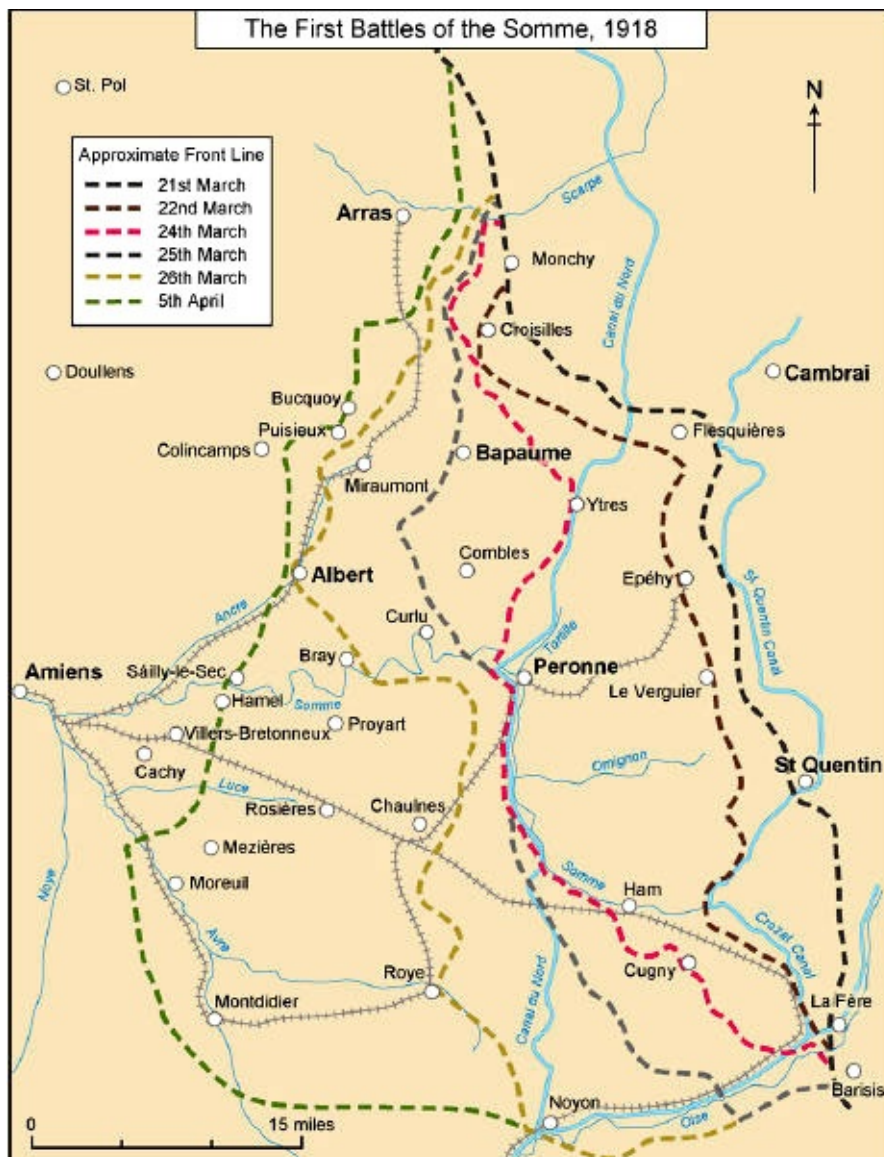 The First Battles of the Somme, 1918
St. Pol
N
Approximate Front Line
21st March
22nd March
24th March
25th March
26th March
5th April
Scarpe
Arras
Monchy
Canal du Nord
Croisilles
Doullens
Cambrai
Bucquoy
Puisieux
Flesquières
Colincamps
Bapaume
Miraumont
Ytres
Combles
Albert
Epéhy
St Quentin Canal
Ancre
Curlu
Tortille
Bray
Amiens
Sáilly-le-Sec
Peronne
Le Verguier
Hamel
Somme
Villers-Bretonneux
Proyart
Cachy
Omignon
St Quentin
Luce
Rosières
Chaulnes
Mezières
Moreuil
Somme
Ham
Noye
Crozat Canal
Avre
Cugny
Roye
Canal du Nord
La Fère
Montdidier
Barisis
Noyon
Oise
0 15 miles